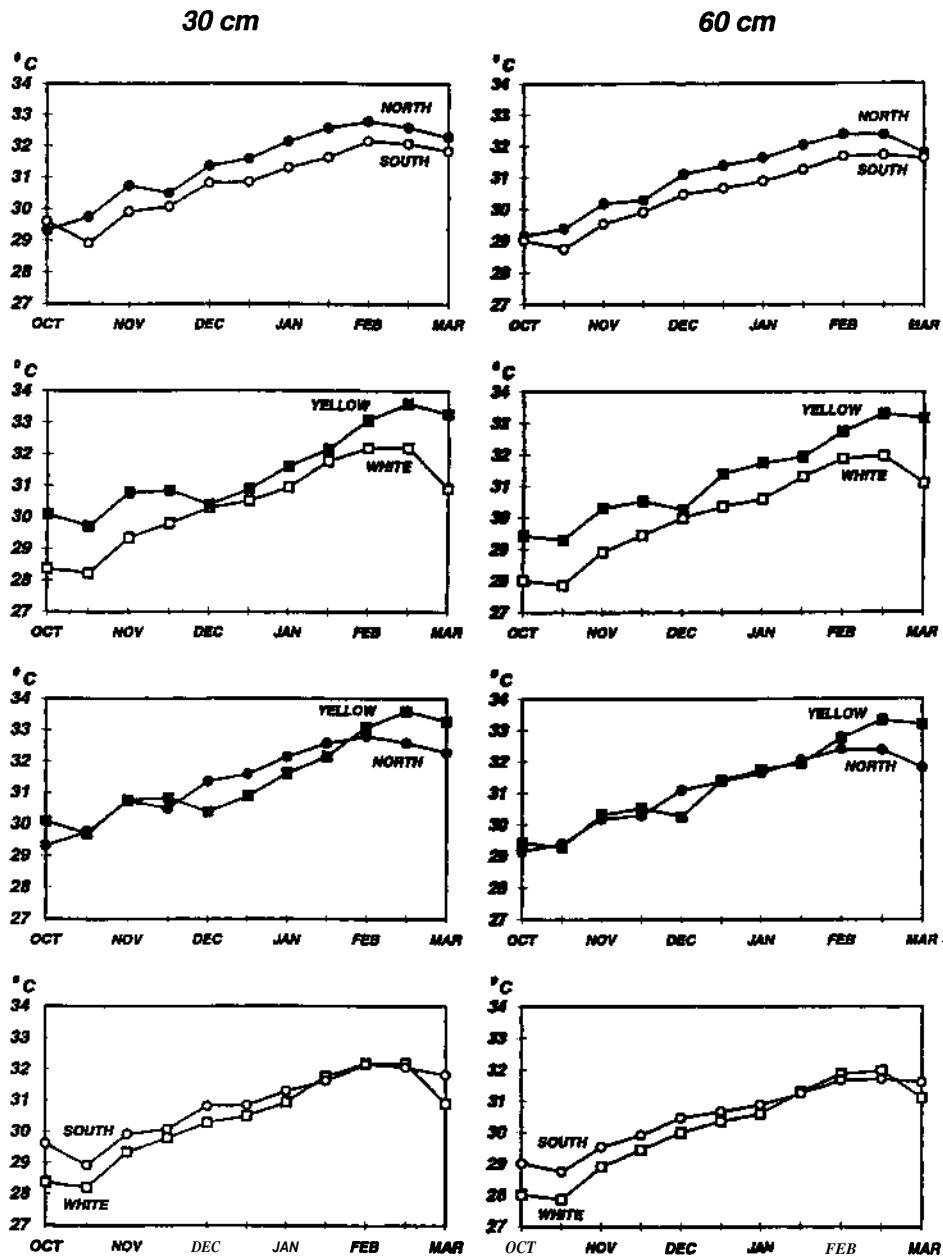 30 cm
60 cm
°C
34
33
32
31
30
29
28
27
NORTH
SOUTH
OCT NOV DEC JAN FEB MAR
°C
34
33
32
31
30
29
28
27
NORTH
SOUTH
OCT NOV DEC JAN FEB MAR
°C
34
33
32
31
30
29
28
27
YELLOW
WHITE
OCT NOV DEC JAN FEB MAR
°C
34
33
32
31
30
29
28
27
YELLOW
WHITE
OCT NOV DEC JAN FEB MAR
°C
34
33
32
31
30
29
28
27
YELLOW
NORTH
OCT NOV DEC JAN FEB MAR
°C
34
33
32
31
30
29
28
27
YELLOW
NORTH
OCT NOV DEC JAN FEB MAR
°C
34
33
32
31
30
29
28
27
SOUTH
WHITE
OCT NOV DEC JAN FEB MAR
°C
34
33
32
31
30
29
28
27
SOUTH
WHITE
OCT NOV DEC JAN FEB MAR